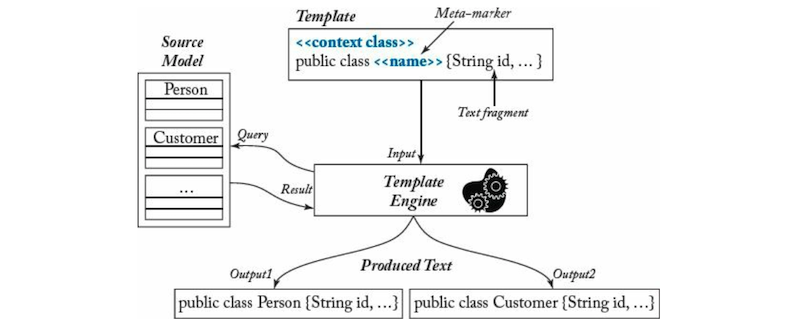 Template
Meta-marker
<<context class>>
public class <<name>> {String id, ... }
Text fragment
Source
Model
Person
Customer
...
Query
Result
Input
Template
Engine
Produced Text
Output1
Output2
public class Person {String id, ...}
public class Customer {String id, ...}